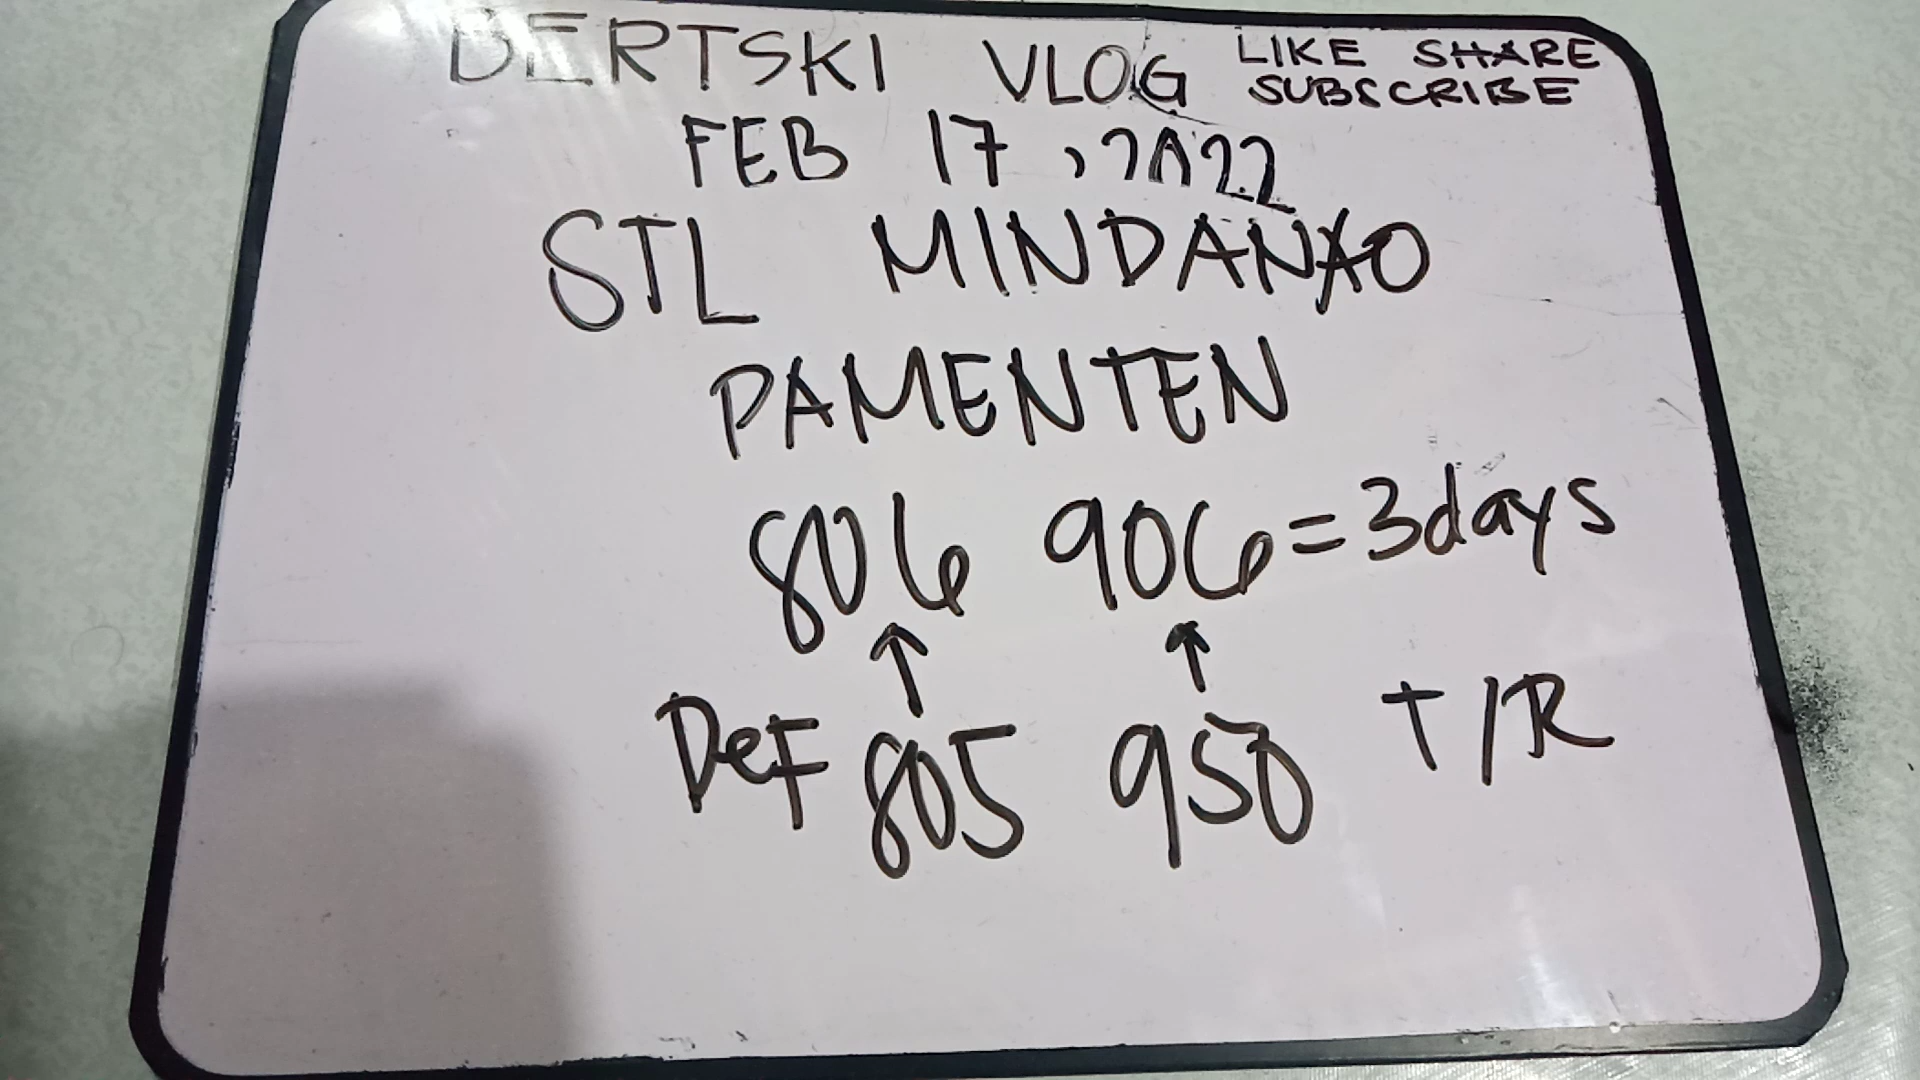 BERTSKI VLOG LIKE SHARE
SUBSCRIBE
FEB 17, 2022
STL MINDANAO
PAMENTEN
806 906 = 3days
↑ ↑
DeF 805 950 T/R